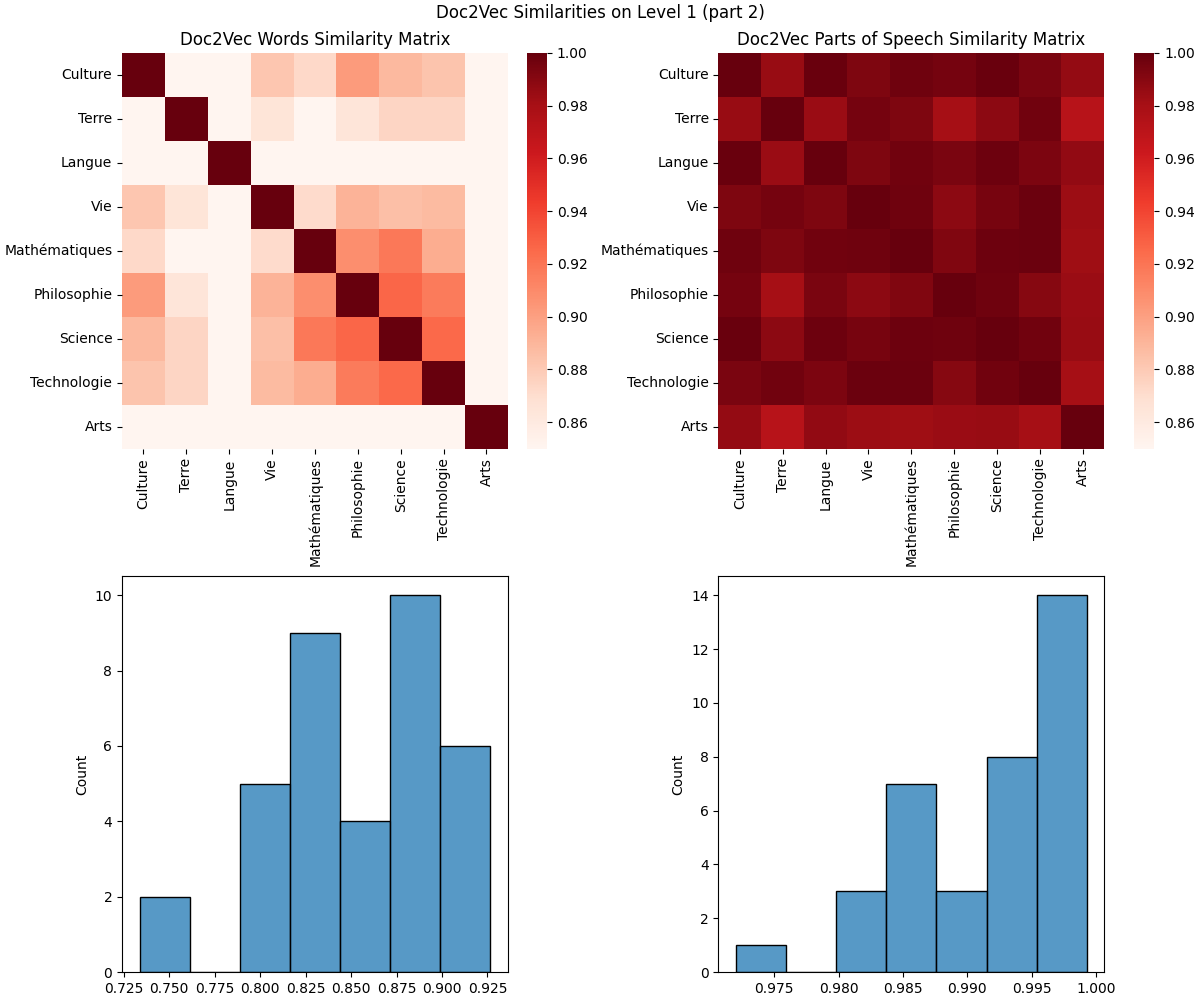 Doc2Vec Similarities on Level 1 (part 2)
Doc2Vec Words Similarity Matrix
Culture
Terre
Langue
Vie
Mathématiques
Philosophie
Science
Technologie
Arts
Culture
Terre
Langue
Vie
Mathématiques
Philosophie
Science
Technologie
Arts
1.00
0.98
0.96
0.94
0.92
0.90
0.88
0.86
Doc2Vec Parts of Speech Similarity Matrix
Culture
Terre
Langue
Vie
Mathématiques
Philosophie
Science
Technologie
Arts
Culture
Terre
Langue
Vie
Mathématiques
Philosophie
Science
Technologie
Arts
1.00
0.98
0.96
0.94
0.92
0.90
0.88
0.86
Count
10
8
6
4
2
0
0.725 0.750 0.775 0.800 0.825 0.850 0.875 0.900 0.925
Count
14
12
10
8
6
4
2
0
0.975 0.980 0.985 0.990 0.995 1.000